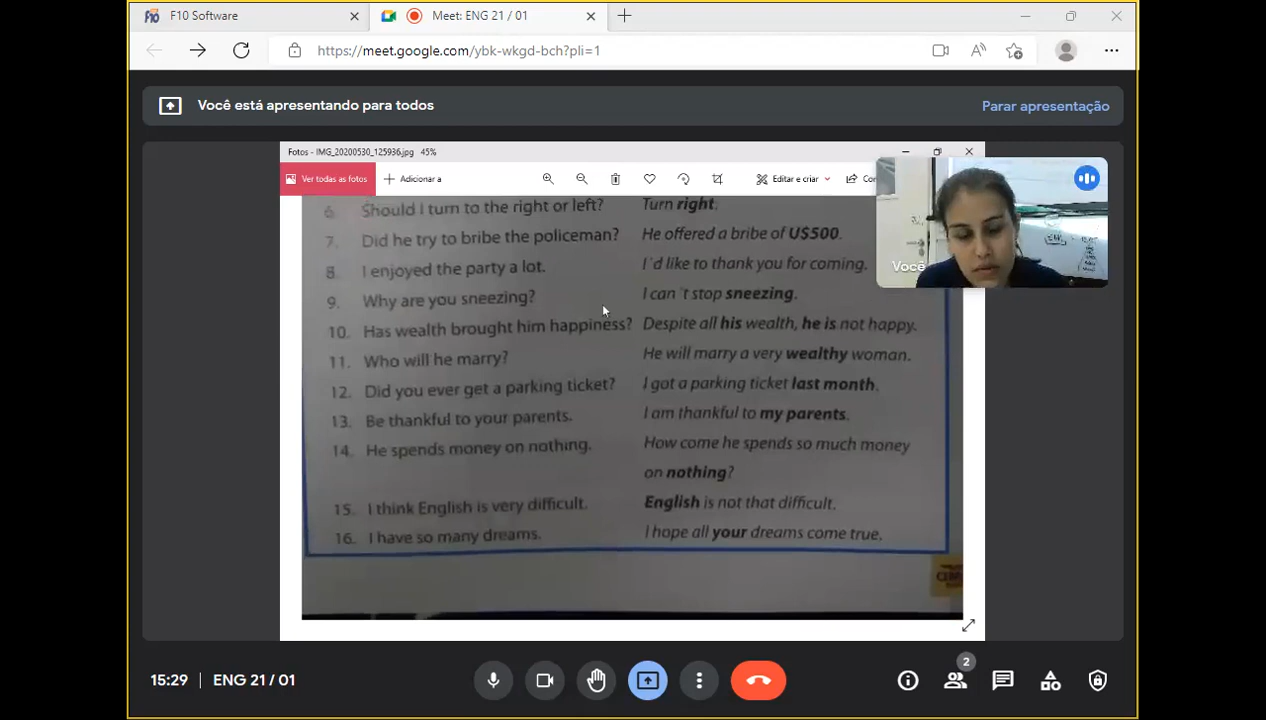 F10 Software
Meet: ENG 21 / 01
https://meet.google.com/ybk-wkgd-bch?pli=1
Você está apresentando para todos
Parar apresentação
Fotos - IMG_20200530_125936.jpg 45%
Ver todas as fotos
Adicionar a
Editar e criar
Você
6. Should I turn to the right or left? Turn right.
7. Did he try to bribe the policeman? He offered a bribe of U$500.
8. I enjoyed the party a lot. I´d like to thank you for coming.
9. Why are you sneezing? I can´t stop sneezing.
10. Has wealth brought him happiness? Despite all his wealth, he is not happy.
11. Who will he marry? He will marry a very wealthy woman.
12. Did you ever get a parking ticket? I got a parking ticket last month.
13. Be thankful to your parents. I am thankful to my parents.
14. He spends money on nothing. How come he spends so much money
on nothing?
15. I think English is very difficult. English is not that difficult.
16. I have so many dreams. I hope all your dreams come true.
15:29 ENG 21 / 01
2